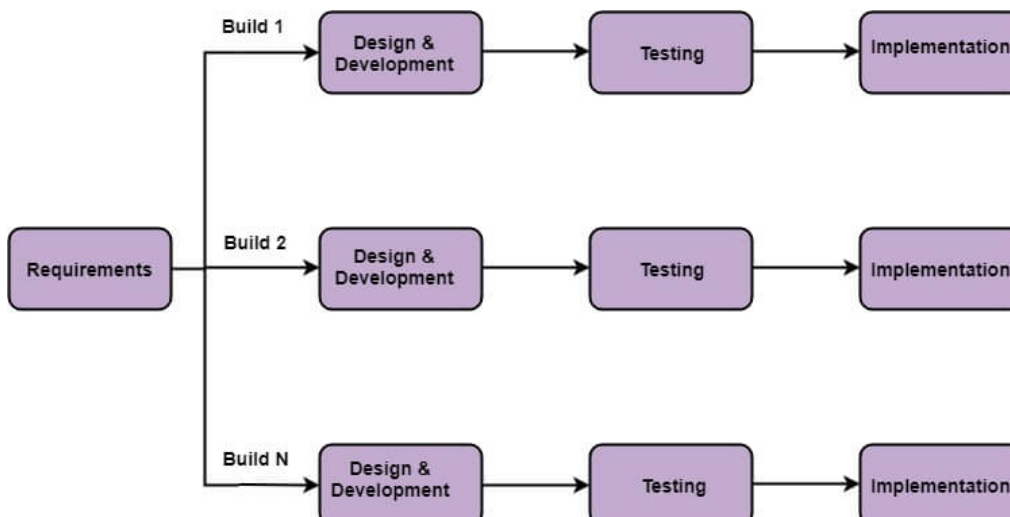 Build 1
Design &
Development
Testing
Implementation
Requirements
Build 2
Design &
Development
Testing
Implementation
Build N
Design &
Development
Testing
Implementation